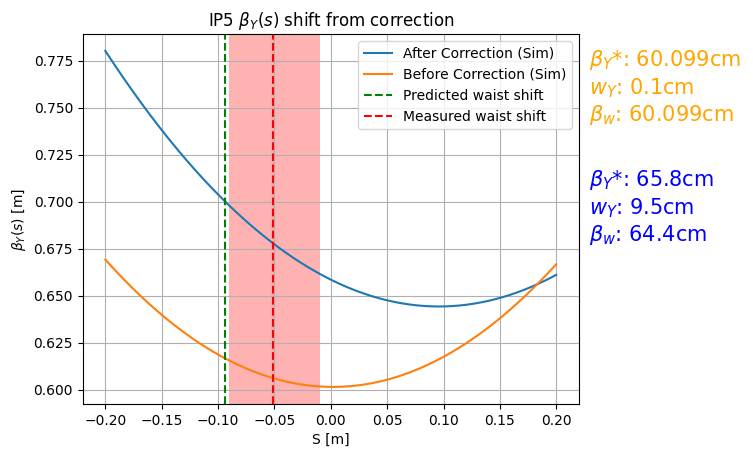 IP5 βY(s) shift from correction
After Correction (Sim)
Before Correction (Sim)
Predicted waist shift
Measured waist shift
βY(s) [m]
0.775
0.750
0.725
0.700
0.675
0.650
0.625
0.600
−0.20 −0.15 −0.10 −0.05 0.00 0.05 0.10 0.15 0.20
S [m]
βY*: 60.099cm
wY: 0.1cm
βw: 60.099cm
βY*: 65.8cm
wY: 9.5cm
βw: 64.4cm